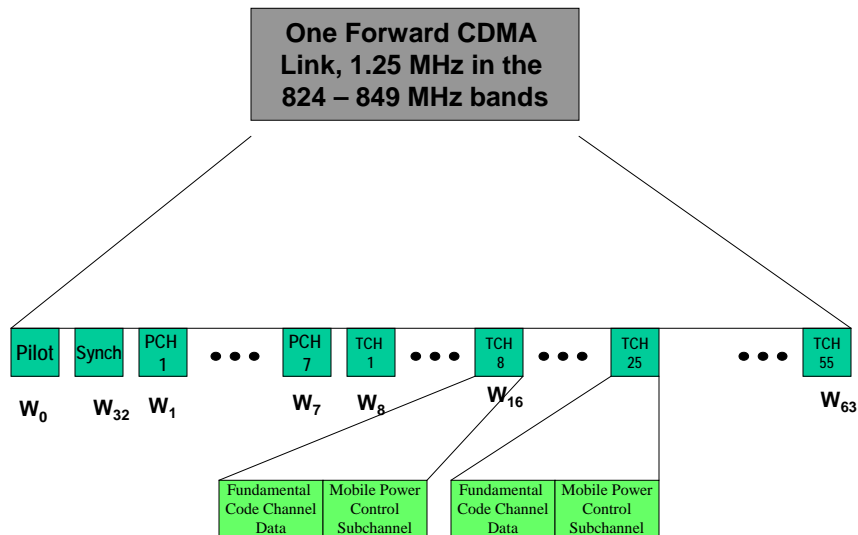 One Forward CDMA
Link, 1.25 MHz in the
824 – 849 MHz bands
Pilot
Synch
PCH
1
PCH
7
TCH
1
TCH
8
TCH
25
TCH
55
W0
W32
W1
W7
W8
W16
W63
Fundamental
Code Channel
Data
Mobile Power
Control
Subchannel
Fundamental
Code Channel
Data
Mobile Power
Control
Subchannel